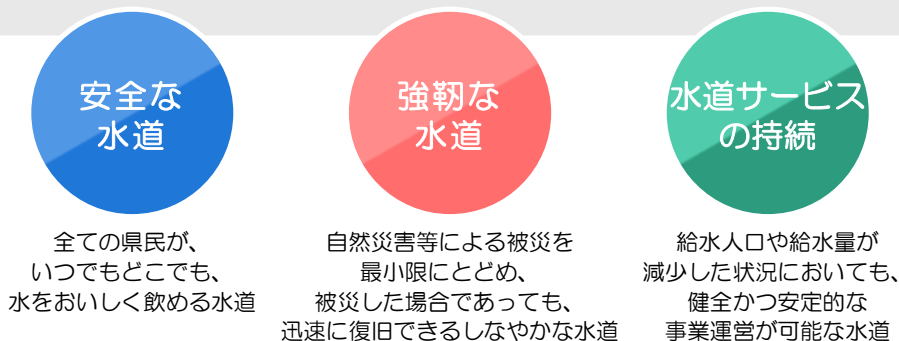 安全な
水道
全ての県民が、
いつでもどこでも、
水をおいしく飲める水道
強靭な
水道
自然災害等による被災を
最小限にとどめ、
被災した場合であっても、
迅速に復旧できるしなやかな水道
水道サービス
の持続
給水人口や給水量が
減少した状況においても、
健全かつ安定的な
事業運営が可能な水道